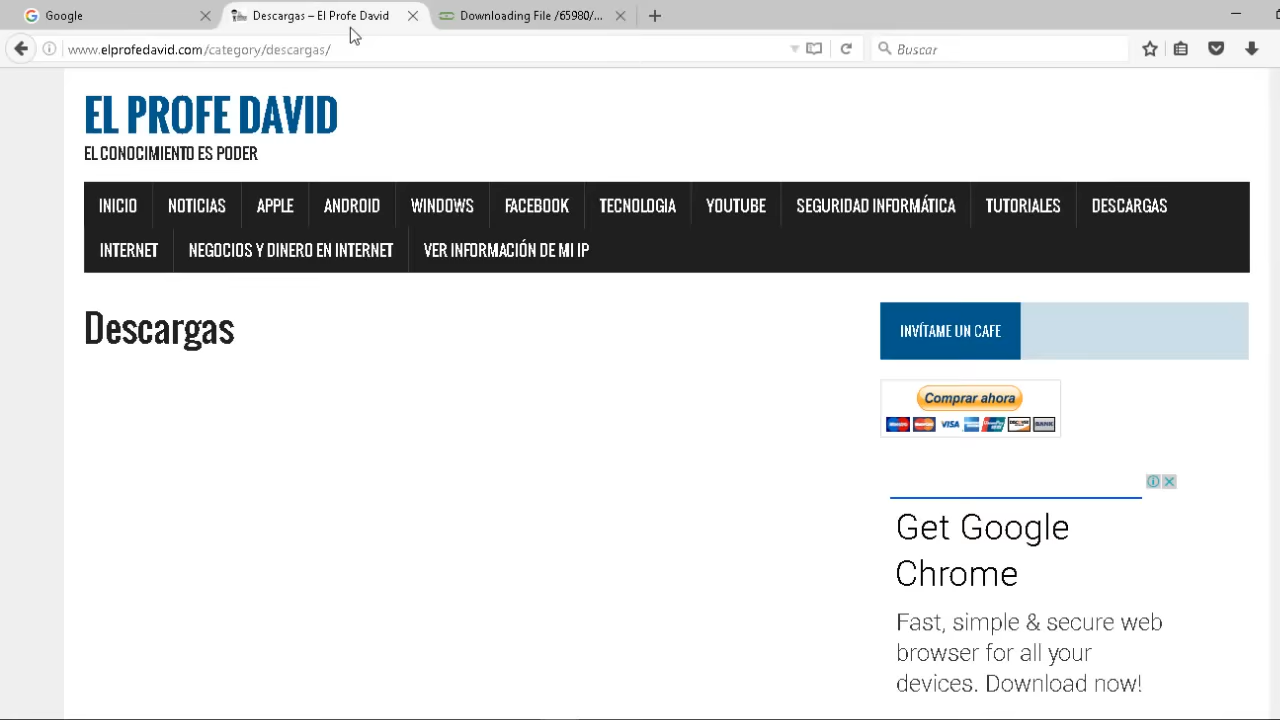 Google
Descargas – El Profe David
Downloading File /65980/...
www.elprofedavid.com/category/descargas/
Buscar
EL PROFE DAVID
EL CONOCIMIENTO ES PODER
INICIO NOTICIAS APPLE ANDROID WINDOWS FACEBOOK TECNOLOGIA YOUTUBE SEGURIDAD INFORMÁTICA TUTORIALES DESCARGAS
INTERNET NEGOCIOS Y DINERO EN INTERNET VER INFORMACIÓN DE MI IP
Descargas
INVÍTAME UN CAFE
Comprar ahora
VISA
BANK
Get Google
Chrome
Fast, simple & secure web
browser for all your
devices. Download now!